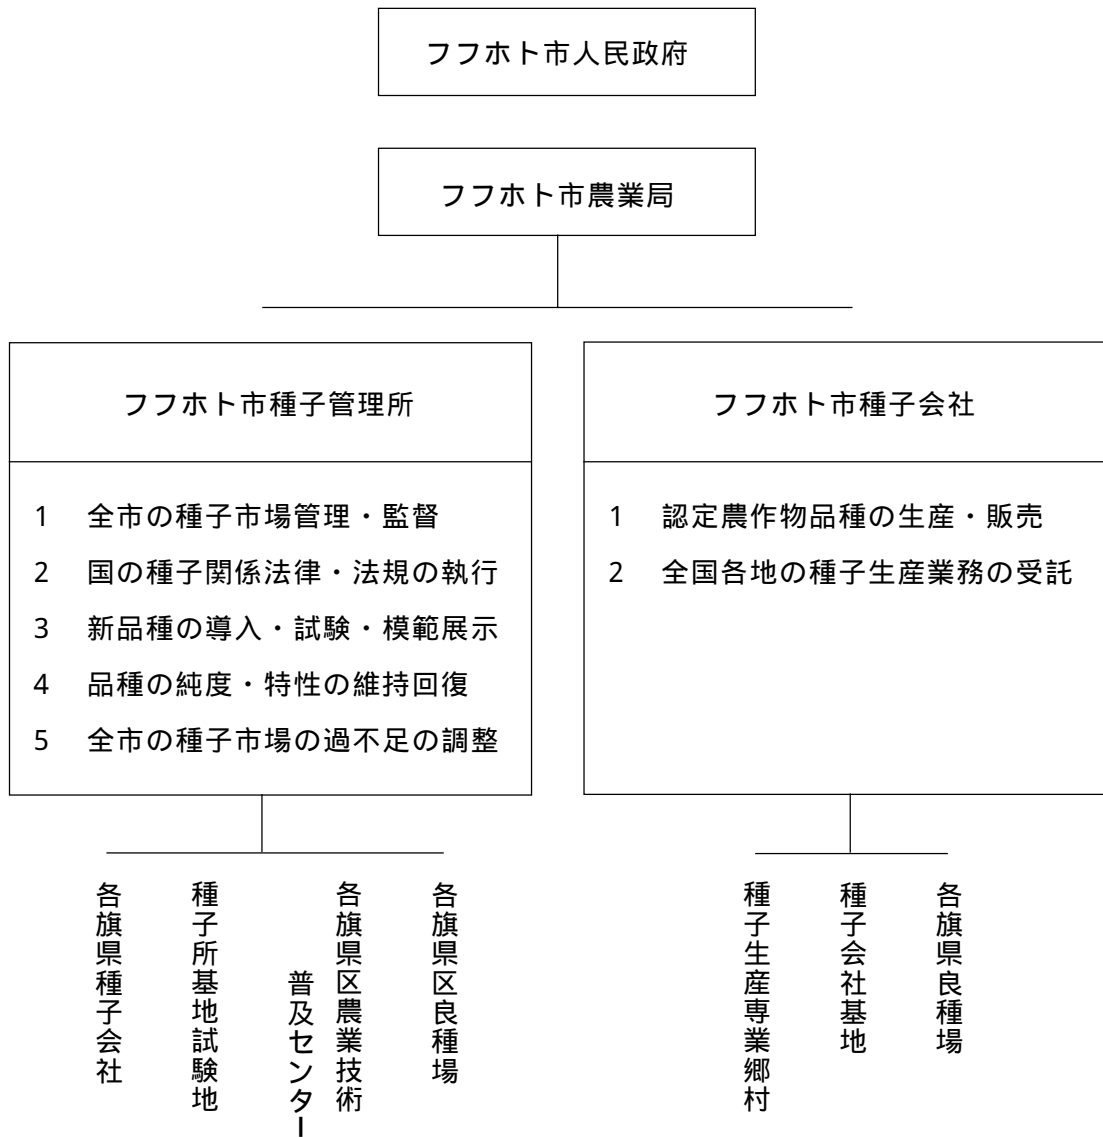 フフホト市人民政府
フフホト市農業局
フフホト市種子管理所
1 全市の種子市場管理・監督
2 国の種子関係法律・法規の執行
3 新品種の導入・試験・模範展示
4 品種の純度・特性の維持回復
5 全市の種子市場の過不足の調整
フフホト市種子会社
1 認定農作物品種の生産・販売
2 全国各地の種子生産業務の受託
各旗県種子会社
種子所基地試験地
各旗県区農業技術
普及センター
各旗県区良種場
種子生産専業郷村
種子会社基地
各旗県良種場